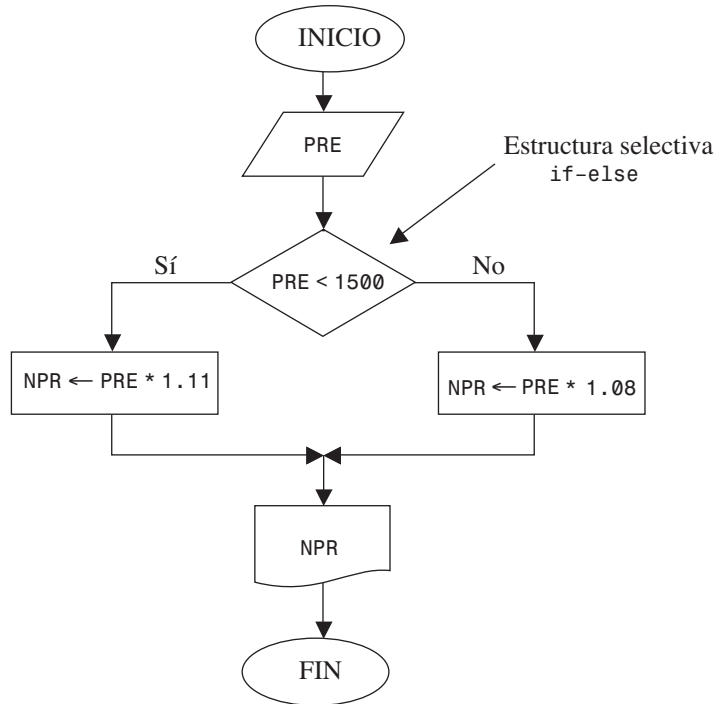 INICIO
PRE
Estructura selectiva
if-else
Sí
PRE < 1500
No
NPR ← PRE * 1.11
NPR ← PRE * 1.08
NPR
FIN